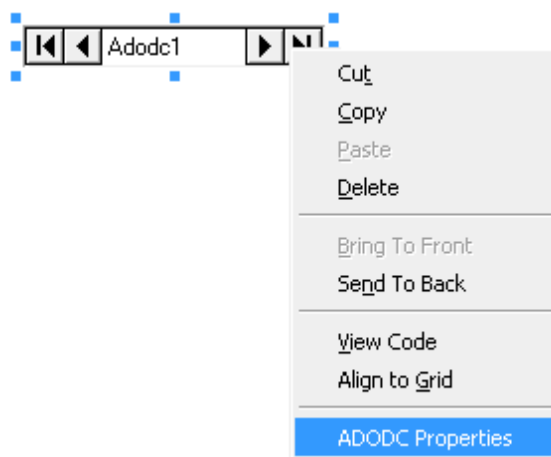 Adodc1
Cut
Copy
Paste
Delete
Bring To Front
Send To Back
View Code
Align to Grid
ADODC Properties